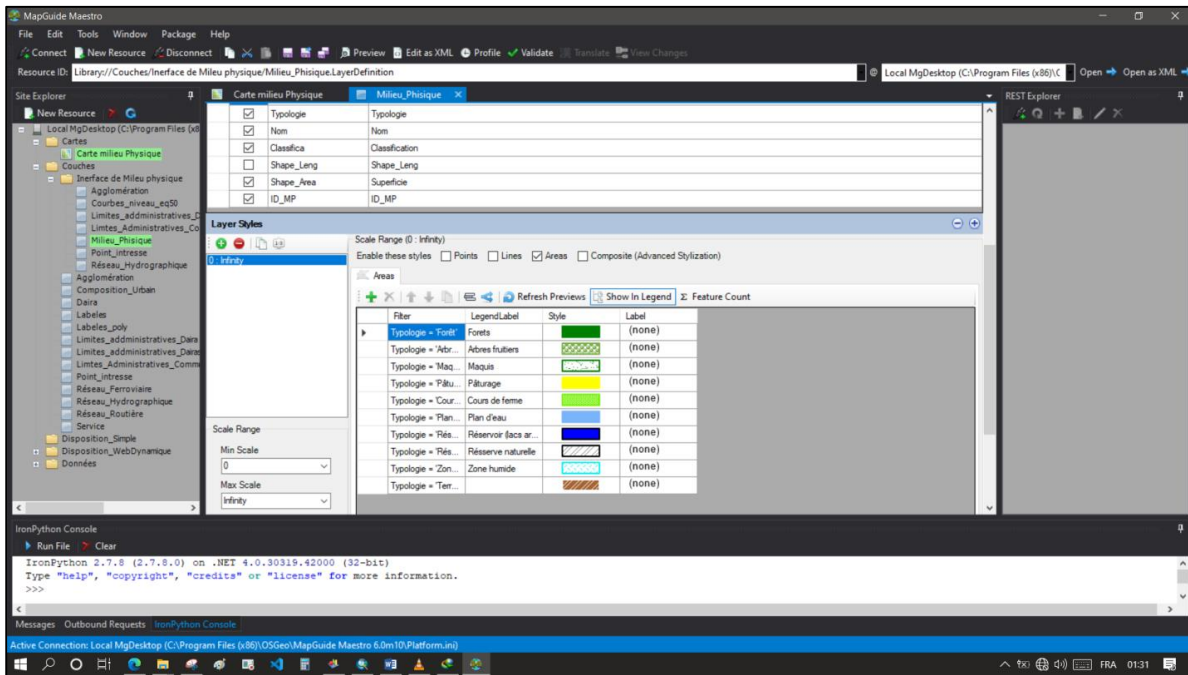 MapGuide Maestro
File Edit Tools Window Package Help
Connect New Resource Disconnect Preview Edit as XML Profile Validate Translate View Changes
Resource ID: Library://Couches/Inerface de Mileu physique/Milieu_Phisique.LayerDefinition @ Local MgDesktop (C:\Program Files (x86)\C Open Open as XML
Site Explorer
New Resource
Local MgDesktop (C:\Program Files (x8
Cartes
Carte milieu Physique
Couches
Inerface de Mileu physique
Agglomération
Courbes_niveau_eq50
Limites_addministratives_D
Limtes_Administratives_Co
Milieu_Phisique
Point_intresse
Réseau_Hydrographique
Agglomération
Composition_Urbain
Daira
Labeles
Labeles_poly
Limites_addministratives_Daira
Limites_addministratives_Dairas
Limtes_Administratives_Comm
Point_intresse
Réseau_Ferroviaire
Réseau_Hydrographique
Réseau_Routière
Service
Disposition_Simple
Disposition_WebDynamique
Données
Carte milieu Physique Milieu_Phisique
Typologie Typologie
Nom Nom
Classifica Classification
Shape_Leng Shape_Leng
Shape_Area Superficie
ID_MP ID_MP
Layer Styles
0 : Infinity
Scale Range
Min Scale
0
Max Scale
Infinity
Scale Range (0 : Infinity)
Enable these styles Points Lines Areas Composite (Advanced Stylization)
Areas
Refresh Previews Show In Legend Σ Feature Count
Filter LegendLabel Style Label
Typologie = 'Forêt' Forets (none)
Typologie = 'Arbr... Arbres fruitiers (none)
Typologie = 'Maq... Maquis (none)
Typologie = 'Pâtu... Pâturage (none)
Typologie = 'Cour... Cours de ferme (none)
Typologie = 'Plan... Plan d'eau (none)
Typologie = 'Rés... Réservoir (lacs ar... (none)
Typologie = 'Rés... Résserve naturelle (none)
Typologie = 'Zon... Zone humide (none)
Typologie = 'Terr... (none)
REST Explorer
IronPython Console
Run File Clear
IronPython 2.7.8 (2.7.8.0) on .NET 4.0.30319.42000 (32-bit)
Type "help", "copyright", "credits" or "license" for more information.
>>>
Messages Outbound Requests IronPython Console
Active Connection: Local MgDesktop (C:\Program Files (x86)\OSGeo\MapGuide Maestro 6.0m10\Platform.ini)
FRA 01:31